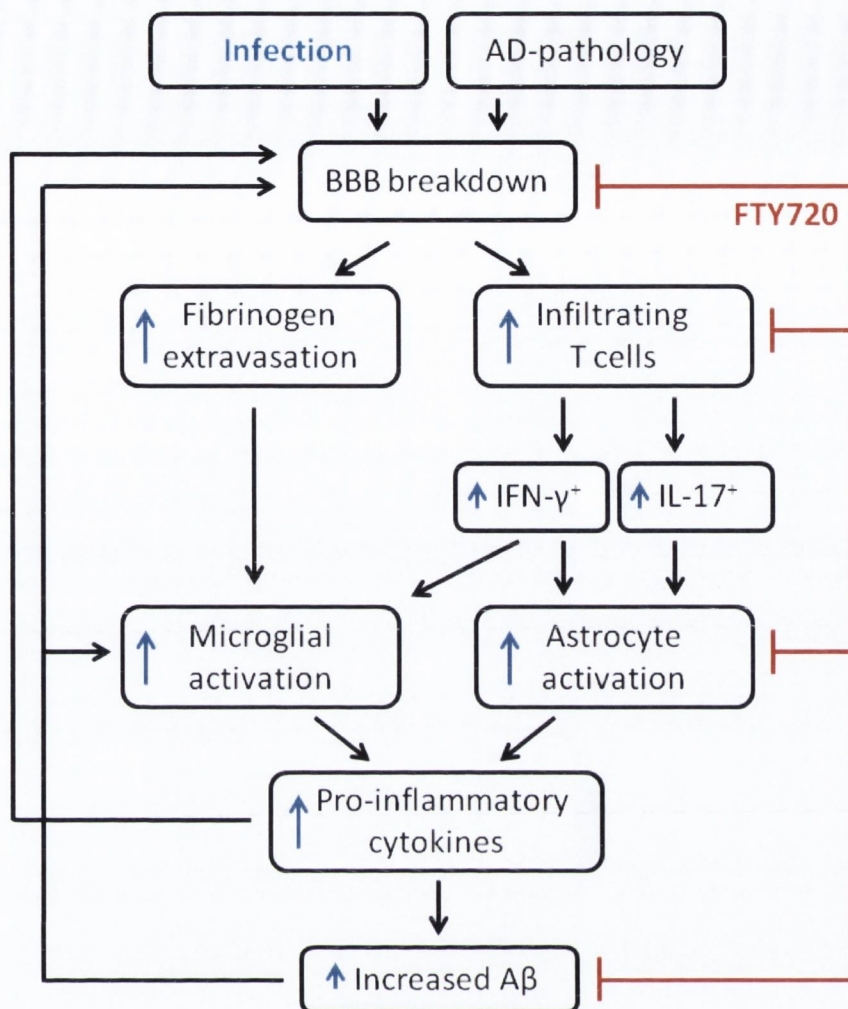 Infection
AD-pathology
BBB breakdown
FTY720
Fibrinogen
extravasation
Infiltrating
T cells
IFN-γ⁺
IL-17⁺
Microglial
activation
Astrocyte
activation
Pro-inflammatory
cytokines
Increased Aβ